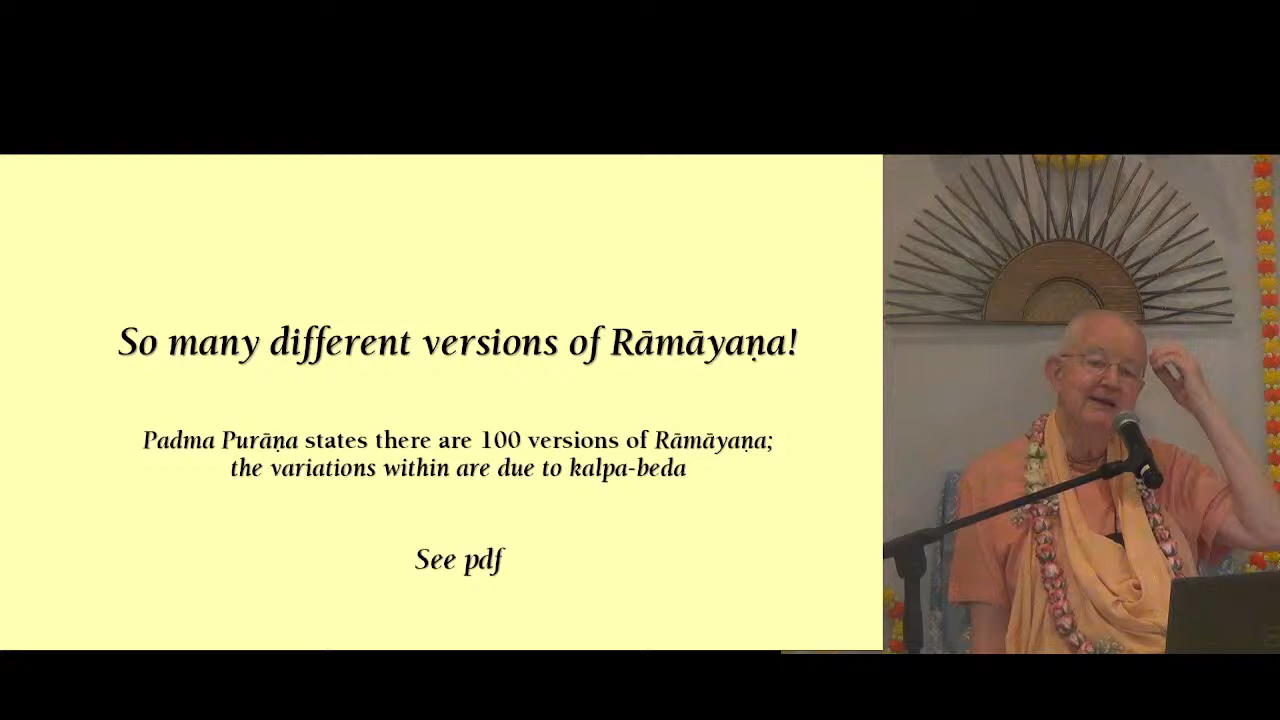 So many different versions of Rāmāyaṇa!
Padma Purāṇa states there are 100 versions of Rāmāyaṇa;
the variations within are due to kalpa-beda
See pdf